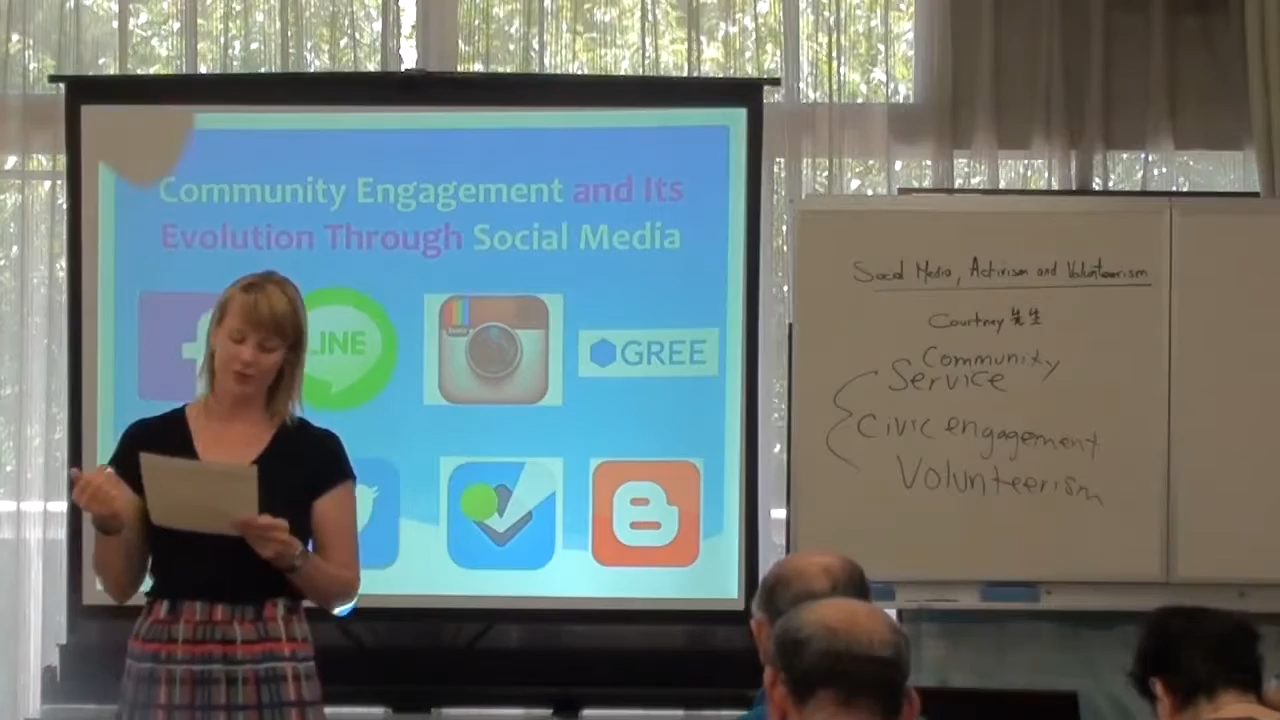 Community Engagement and Its
Evolution Through Social Media
LINE
GREE
Social Media, Activism and Volunteerism
Courtney 先生
Community
Service
Civic engagement
Volunteerism